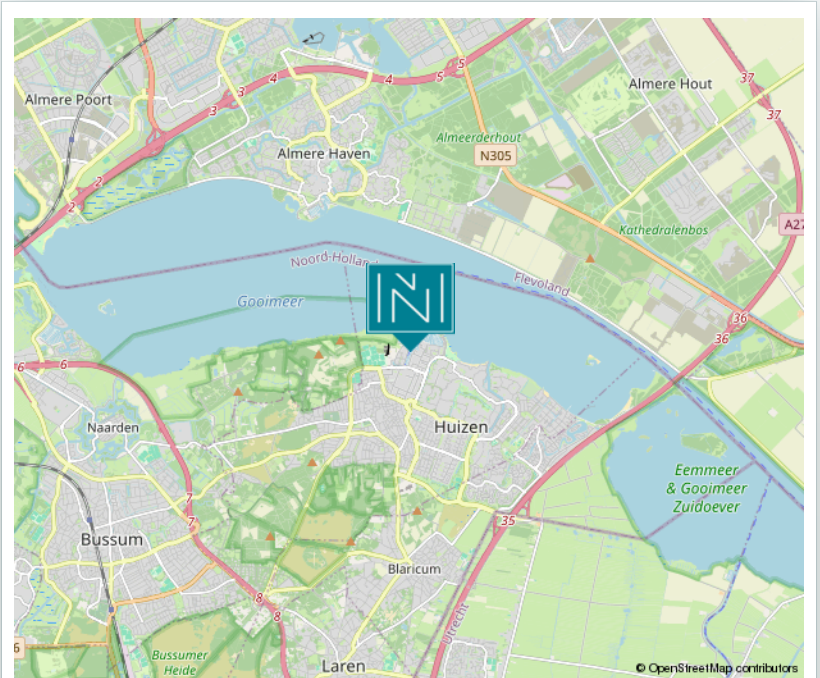 Almere Poort
Almere Hout
Almere Haven
Almeerderhout
N305
Kathedralenbos
A27
37
37
5
5
4
4
3
3
2
2
Noord-Holland
Flevoland
Gooimeer
36
36
6
6
Naarden
Huizen
Eemmeer
& Gooimeer
Zuidoever
7
7
35
Bussum
Blaricum
8
8
Utrecht
6
Bussumer
Heide
Laren
© OpenStreetMap contributors